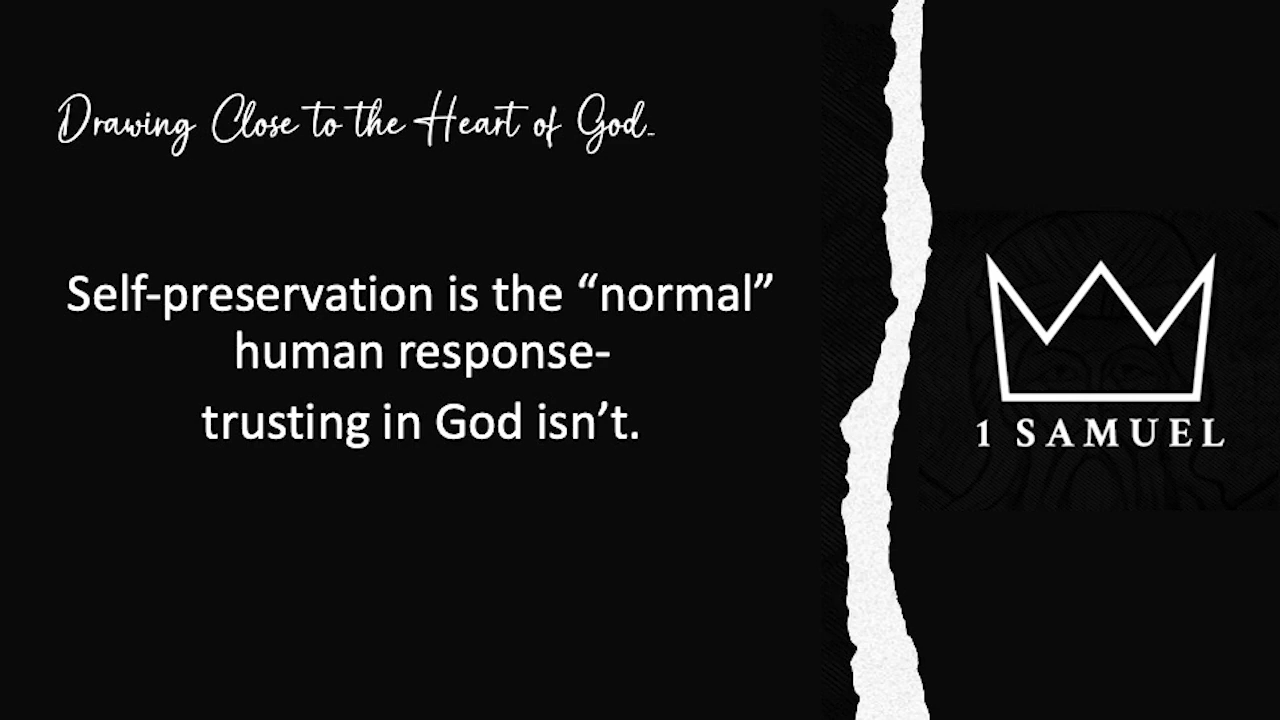 Drawing Close to the Heart of God-
Self-preservation is the “normal”
human response-
trusting in God isn’t.
1 SAMUEL